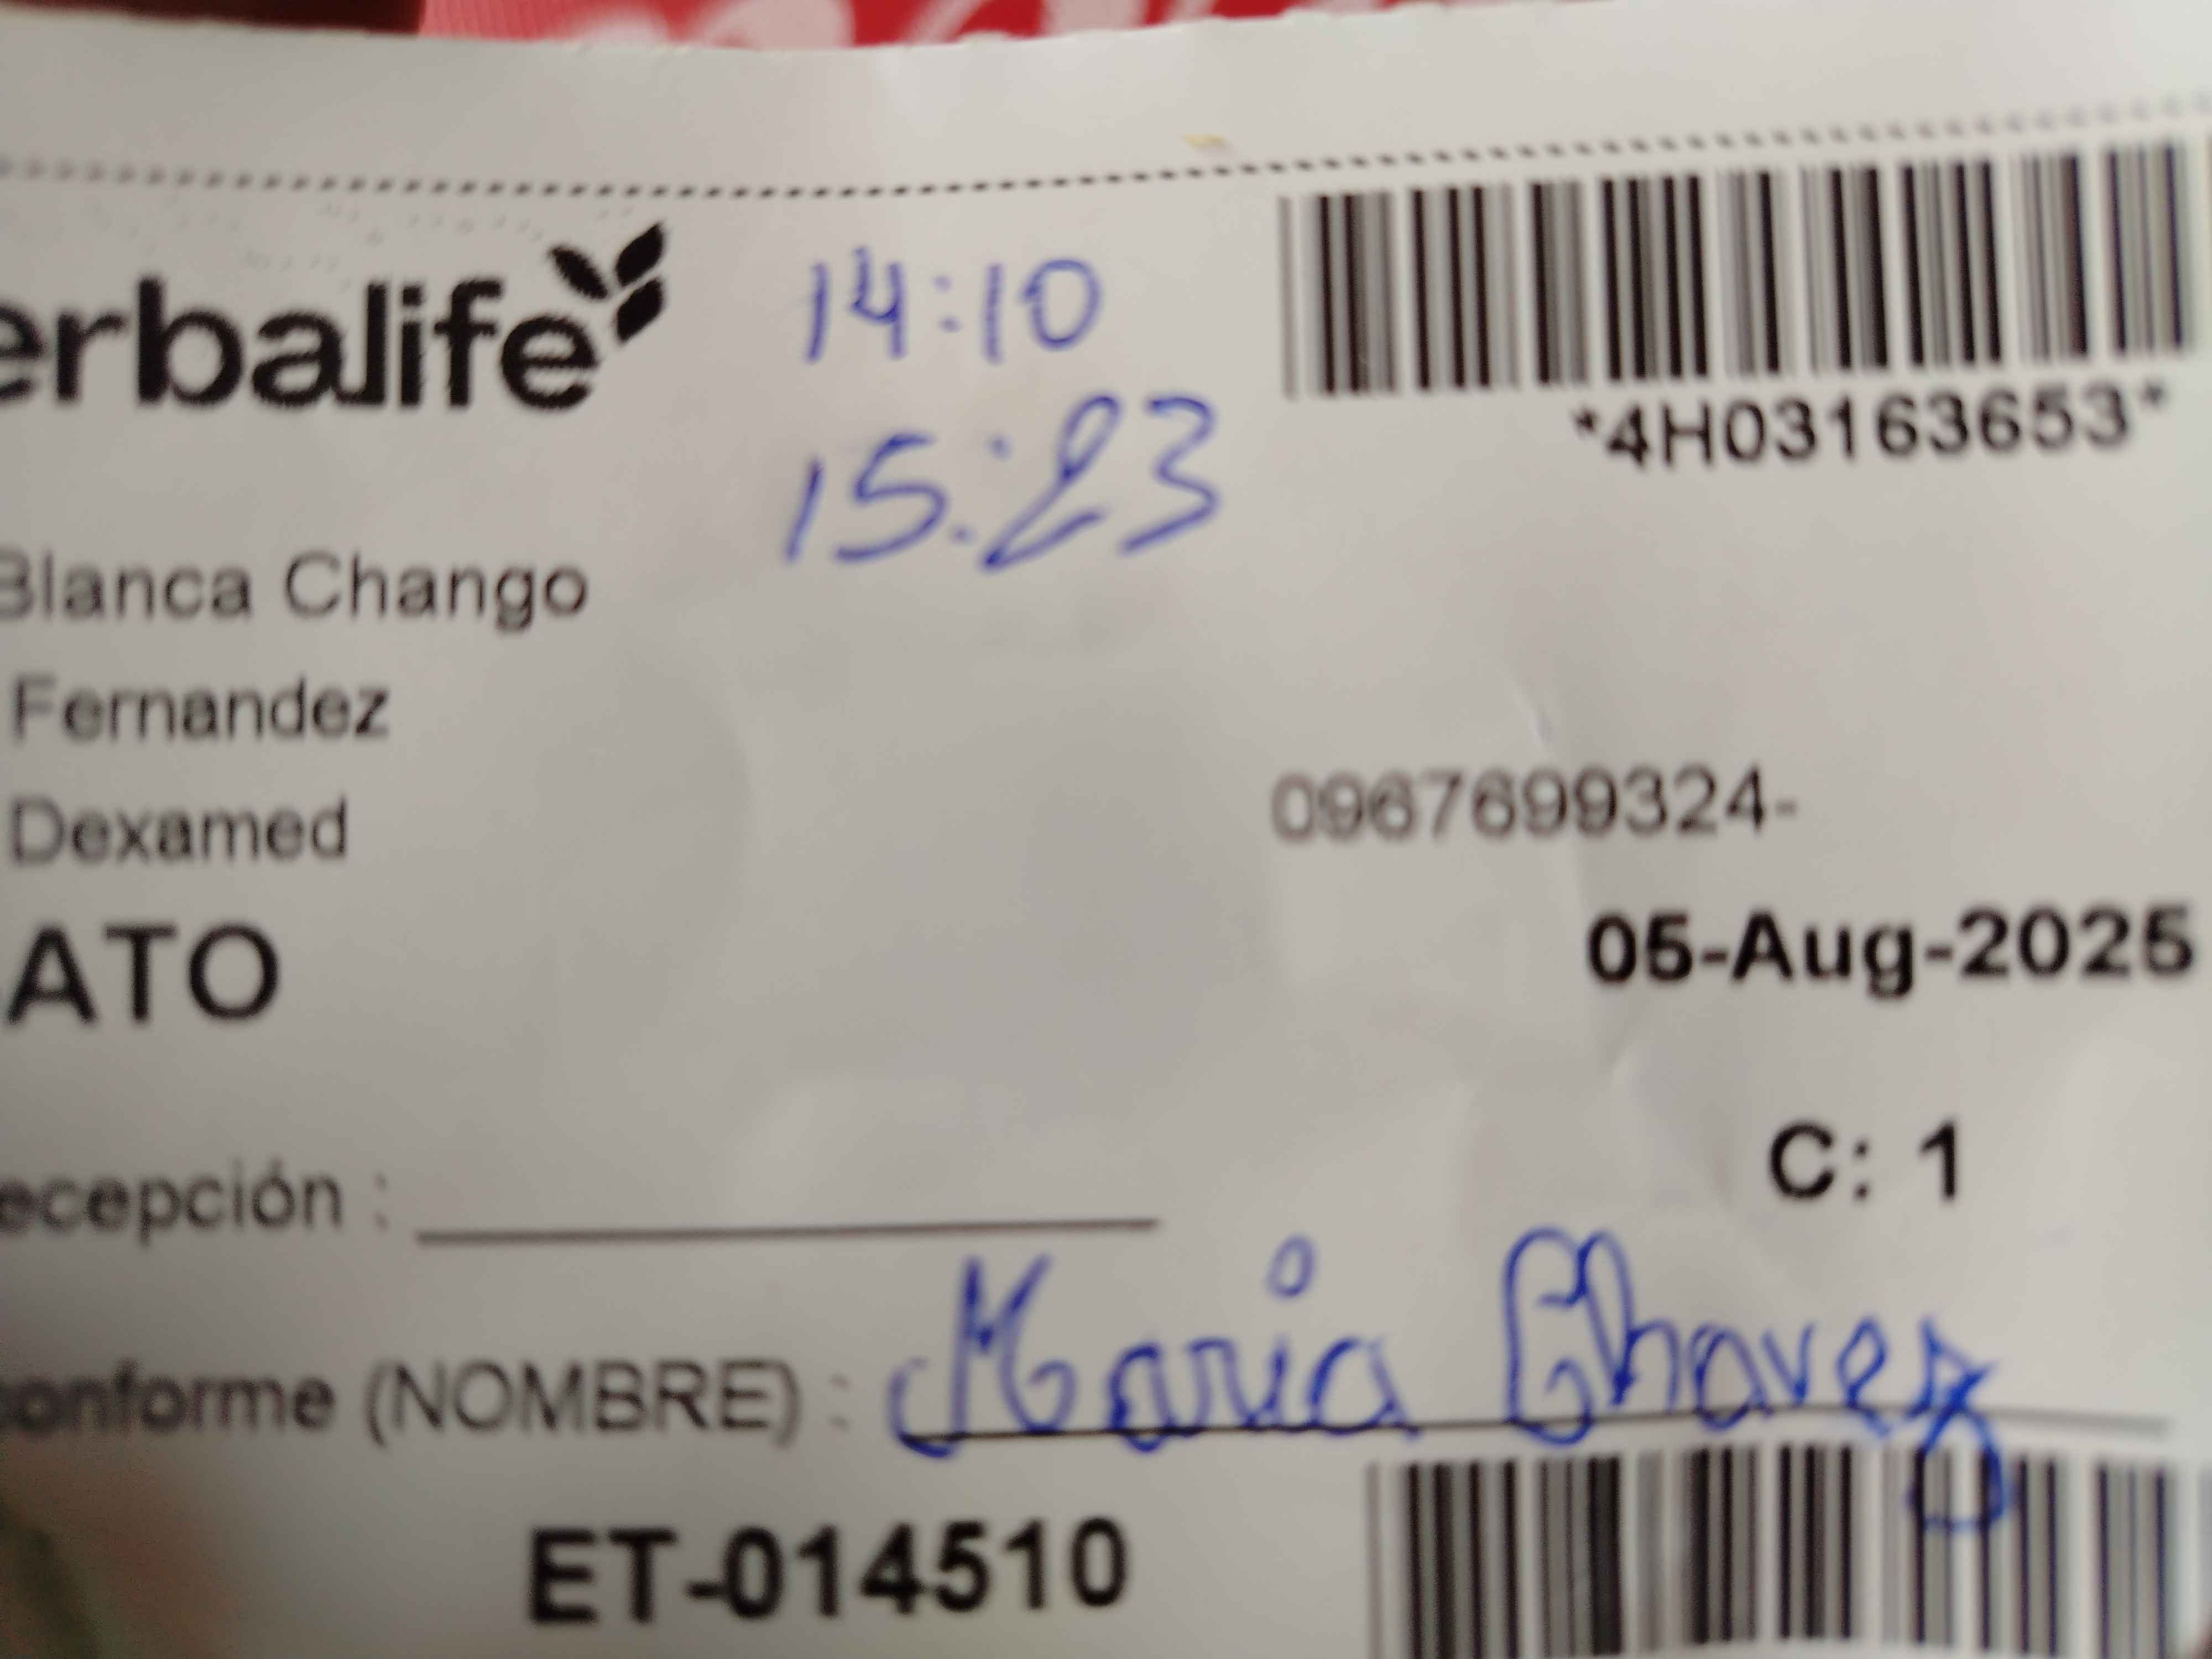 erbalife
14:10
15:23
*4H03163653*
Blanca Chango
Fernandez
Dexamed
0967699324-
ATO
05-Aug-2025
C: 1
ecepción :
onforme (NOMBRE) : Maria Chavez
ET-014510